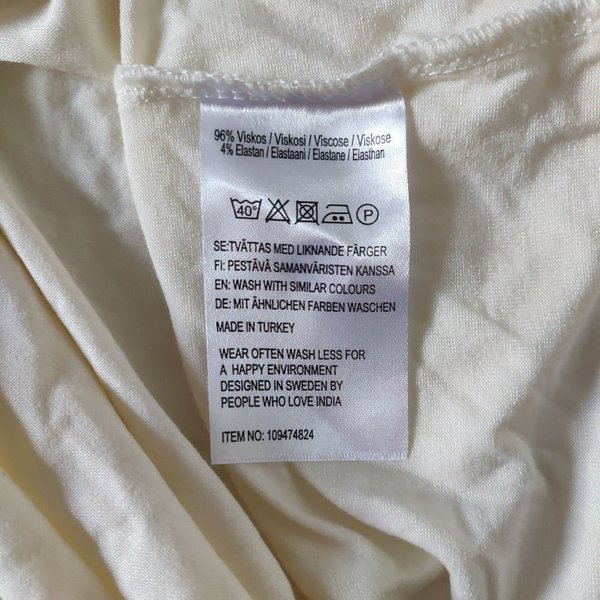 96% Viskos / Viskosi / Viscose / Viskose
4% Elastan / Elastaani / Elastane / Elasthan
40°
P
SE:TVÄTTAS MED LIKNANDE FÄRGER
FI: PESTÄVÄ SAMANVÄRISTEN KANSSA
EN: WASH WITH SIMILAR COLOURS
DE: MIT ÄHNLICHEN FARBEN WASCHEN
MADE IN TURKEY
WEAR OFTEN WASH LESS FOR
A HAPPY ENVIRONMENT
DESIGNED IN SWEDEN BY
PEOPLE WHO LOVE INDIA
ITEM NO: 109474824